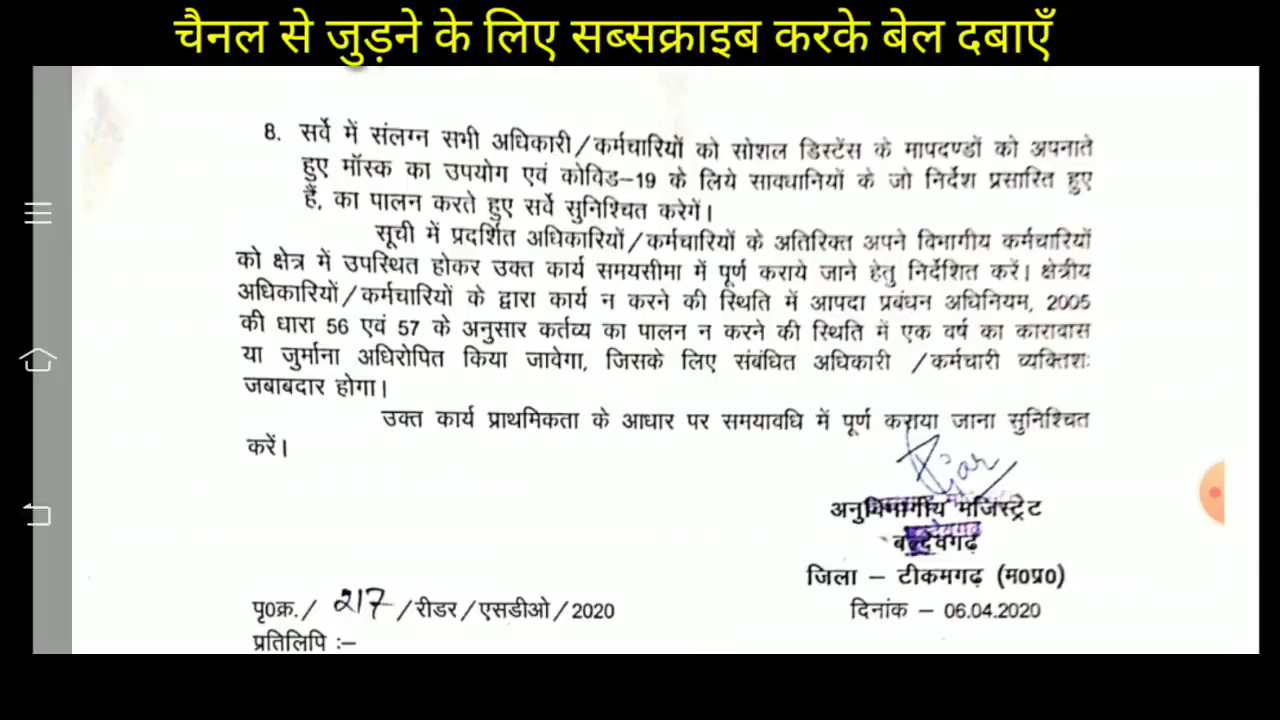 चैनल से जुड़ने के लिए सब्सक्राइब करके बेल दबाएँ
8. सर्वे में संलग्न सभी अधिकारी/कर्मचारियों को सोशल डिस्टेंस के मापदण्डों को अपनाते
हुए मॉस्क का उपयोग एवं कोविड–19 के लिये सावधानियों के जो निर्देश प्रसारित हुए
हैं, का पालन करते हुए सर्वे सुनिश्चित करेगें।
सूची में प्रदर्शित अधिकारियों/कर्मचारियों के अतिरिक्त अपने विभागीय कर्मचारियों
को क्षेत्र में उपस्थित होकर उक्त कार्य समयसीमा में पूर्ण कराये जाने हेतु निर्देशित करें। क्षेत्रीय
अधिकारियों/कर्मचारियों के द्वारा कार्य न करने की स्थिति में आपदा प्रबंधन अधिनियम, 2005
की धारा 56 एवं 57 के अनुसार कर्तव्य का पालन न करने की स्थिति में एक वर्ष का कारावास
या जुर्माना अधिरोपित किया जावेगा, जिसके लिए संबंधित अधिकारी /कर्मचारी व्यक्तिशः
जबाबदार होगा।
उक्त कार्य प्राथमिकता के आधार पर समयावधि में पूर्ण कराया जाना सुनिश्चित
करें।
अनुविभागीय मजिस्ट्रेट
बल्देवगढ़
जिला – टीकमगढ़ (म0प्र0)
पृ0क्र./ 217 /रीडर/एसडीओ/2020 दिनांक – 06.04.2020
प्रतिलिपि :–